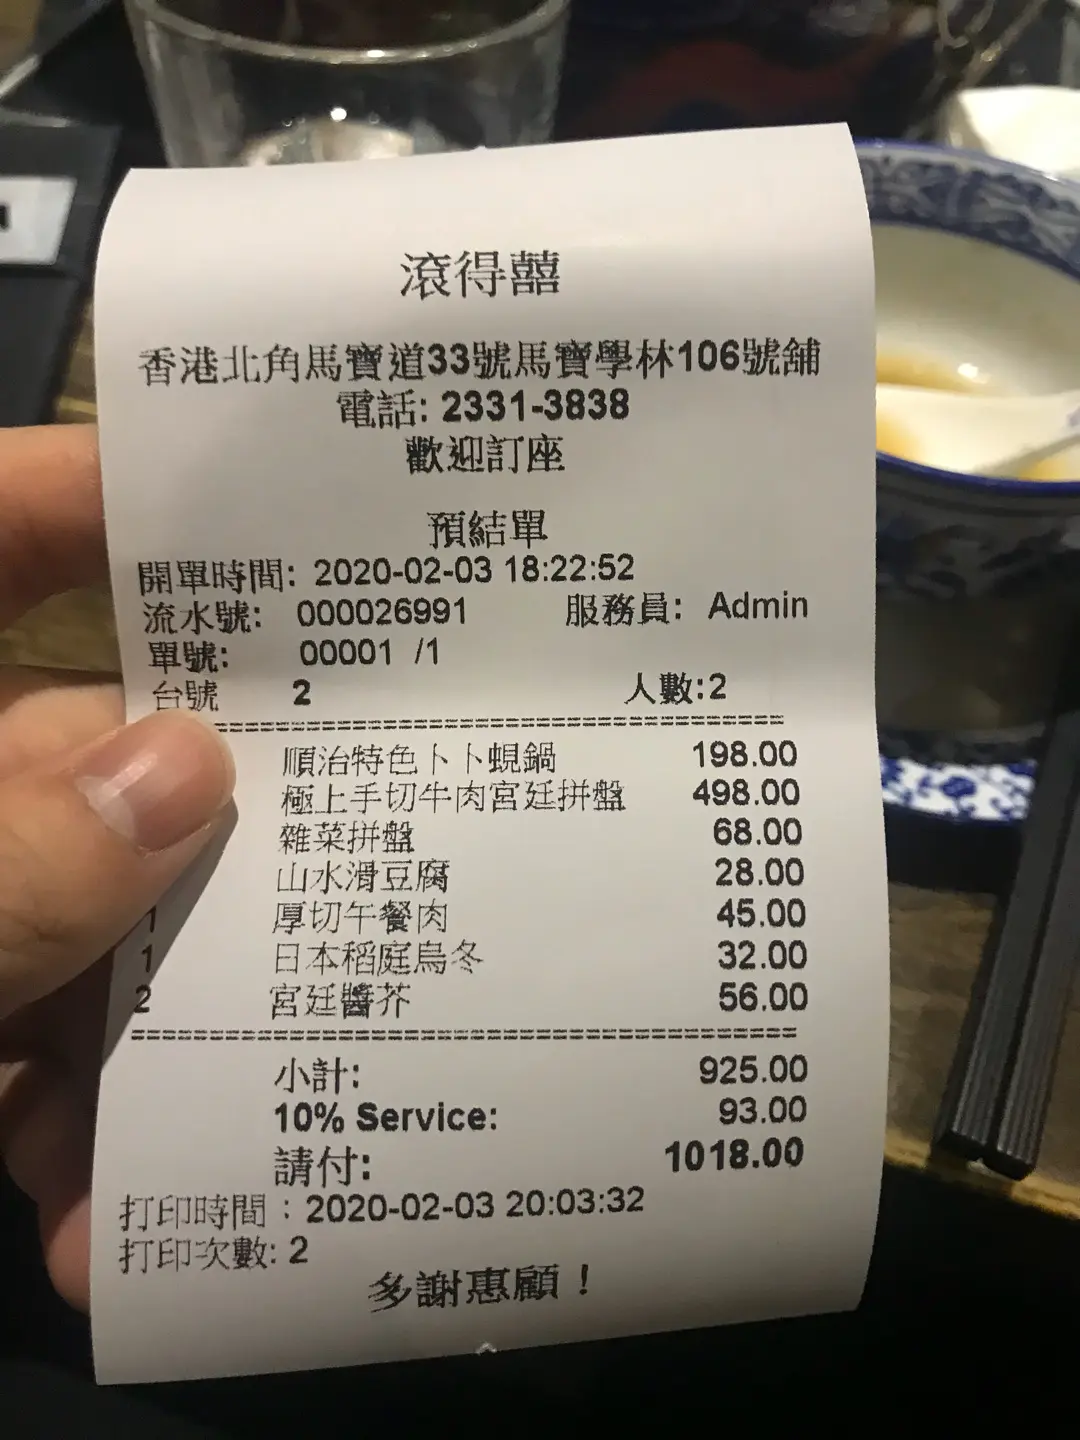 滾得囍
香港北角馬寶道33號馬寶學林106號舖
電話: 2331-3838
歡迎訂座
預結單
開單時間: 2020-02-03 18:22:52
流水號: 000026991 服務員: Admin
單號: 00001 /1
台號 2 人數:2
順治特色卜卜蜆鍋 198.00
極上手切牛肉宮廷拼盤 498.00
雜菜拼盤 68.00
山水滑豆腐 28.00
1 厚切午餐肉 45.00
1 日本稻庭烏冬 32.00
2 宮廷醬芥 56.00
小計: 925.00
10% Service: 93.00
請付: 1018.00
打印時間：2020-02-03 20:03:32
打印次數: 2
多謝惠顧！